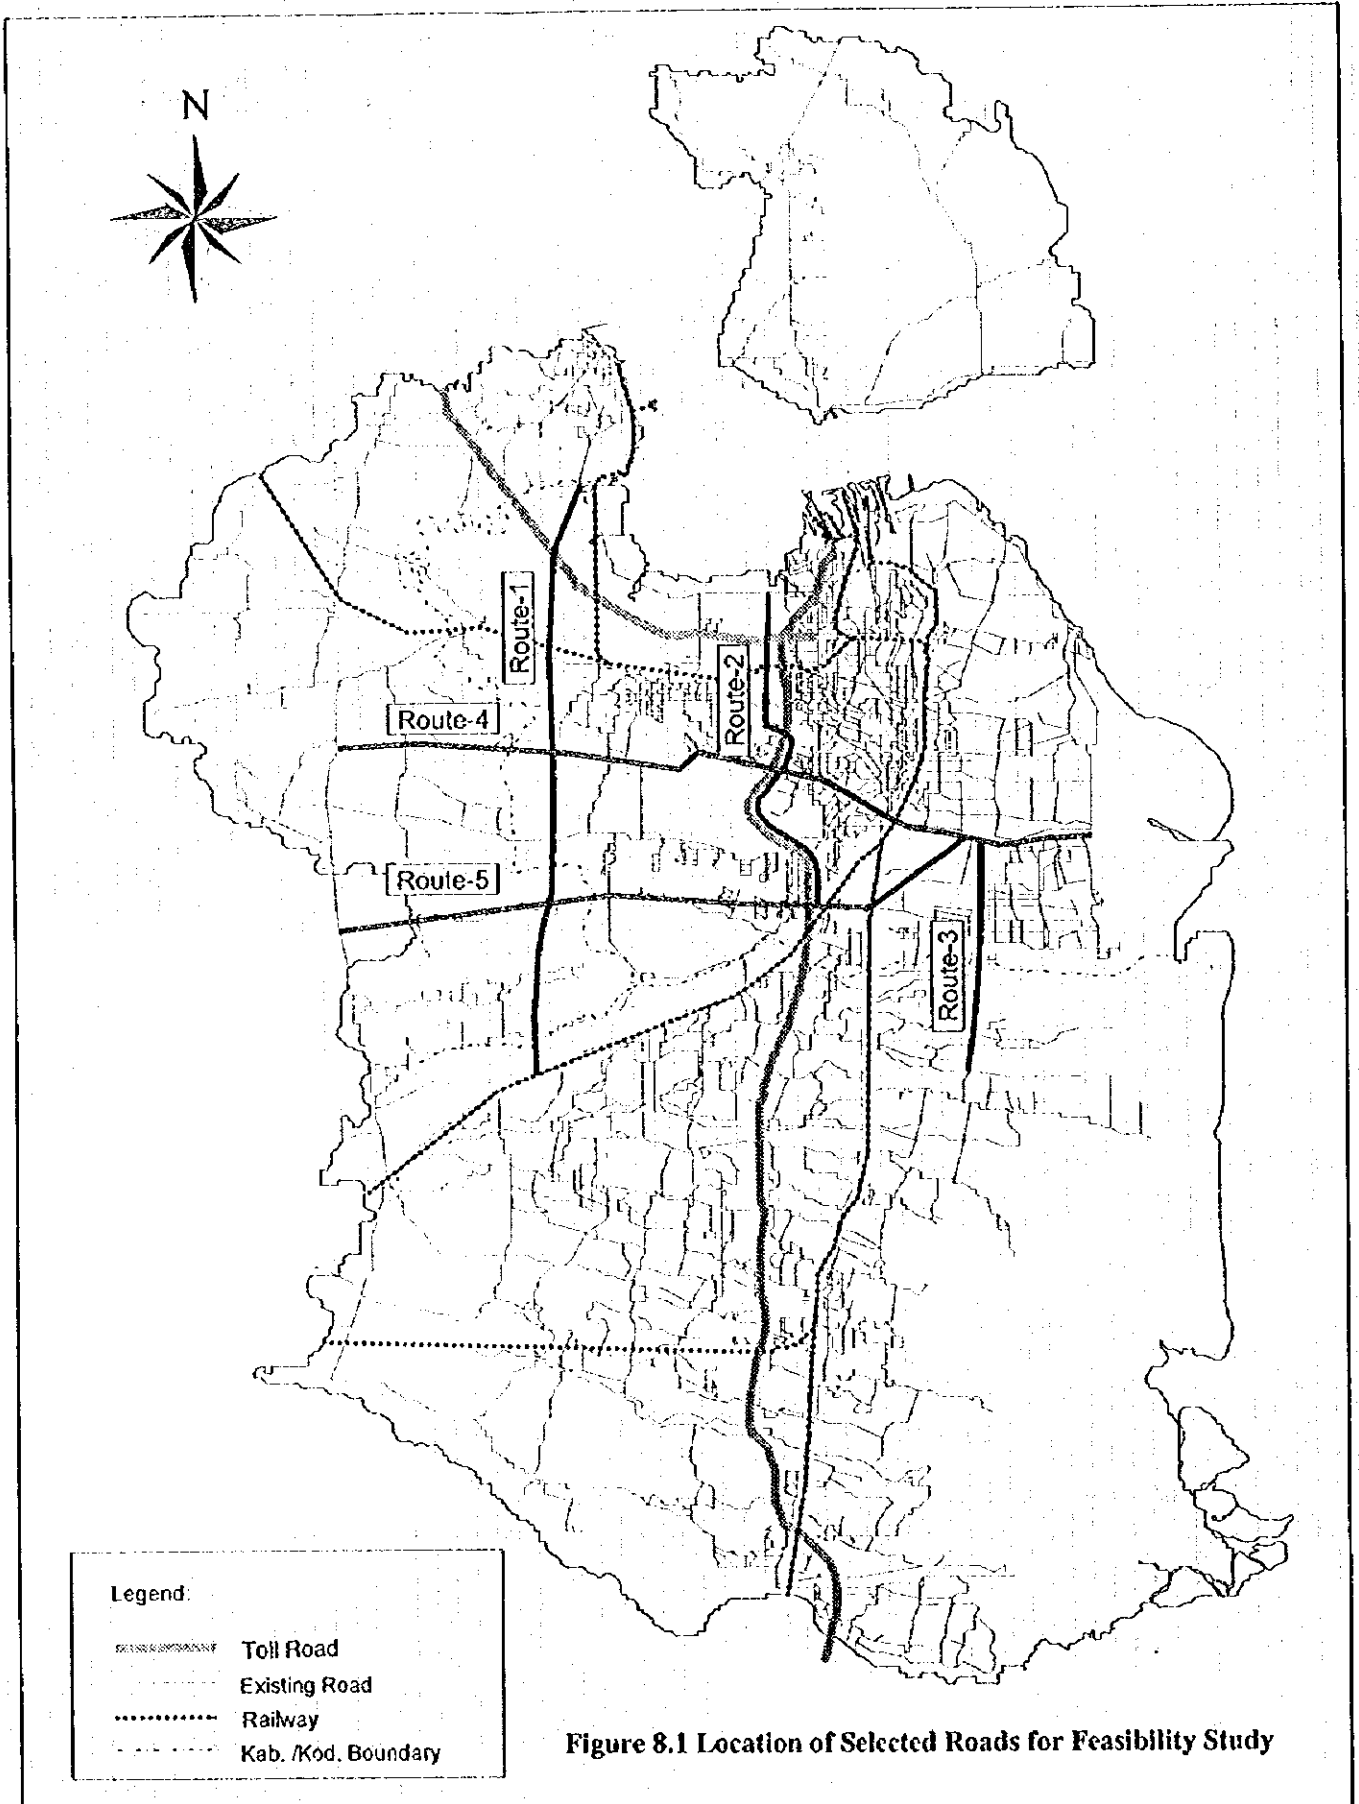 N
Route-1
Route-2
Route-4
Route-5
Route-3
Legend:
Toll Road
Existing Road
Railway
Kab. /Kod. Boundary
Figure 8.1 Location of Selected Roads for Feasibility Study